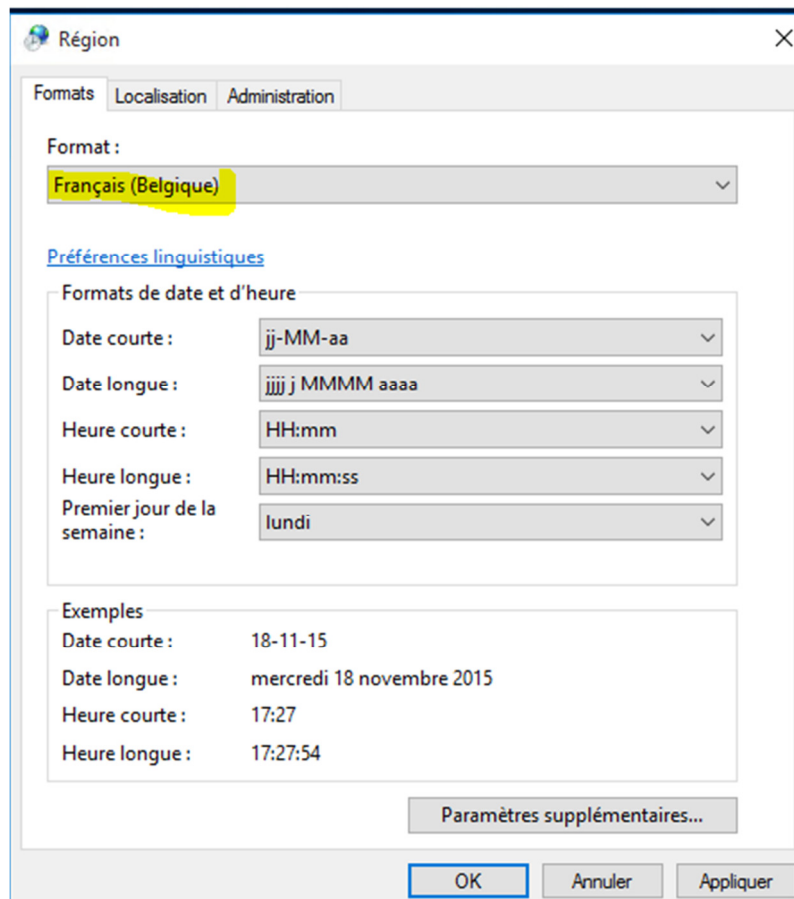 Région
Formats Localisation Administration
Format :
Français (Belgique)
Préférences linguistiques
Formats de date et d'heure
Date courte : jj-MM-aa
Date longue : jjjj j MMMM aaaa
Heure courte : HH:mm
Heure longue : HH:mm:ss
Premier jour de la
semaine : lundi
Exemples
Date courte : 18-11-15
Date longue : mercredi 18 novembre 2015
Heure courte : 17:27
Heure longue : 17:27:54
Paramètres supplémentaires...
OK Annuler Appliquer